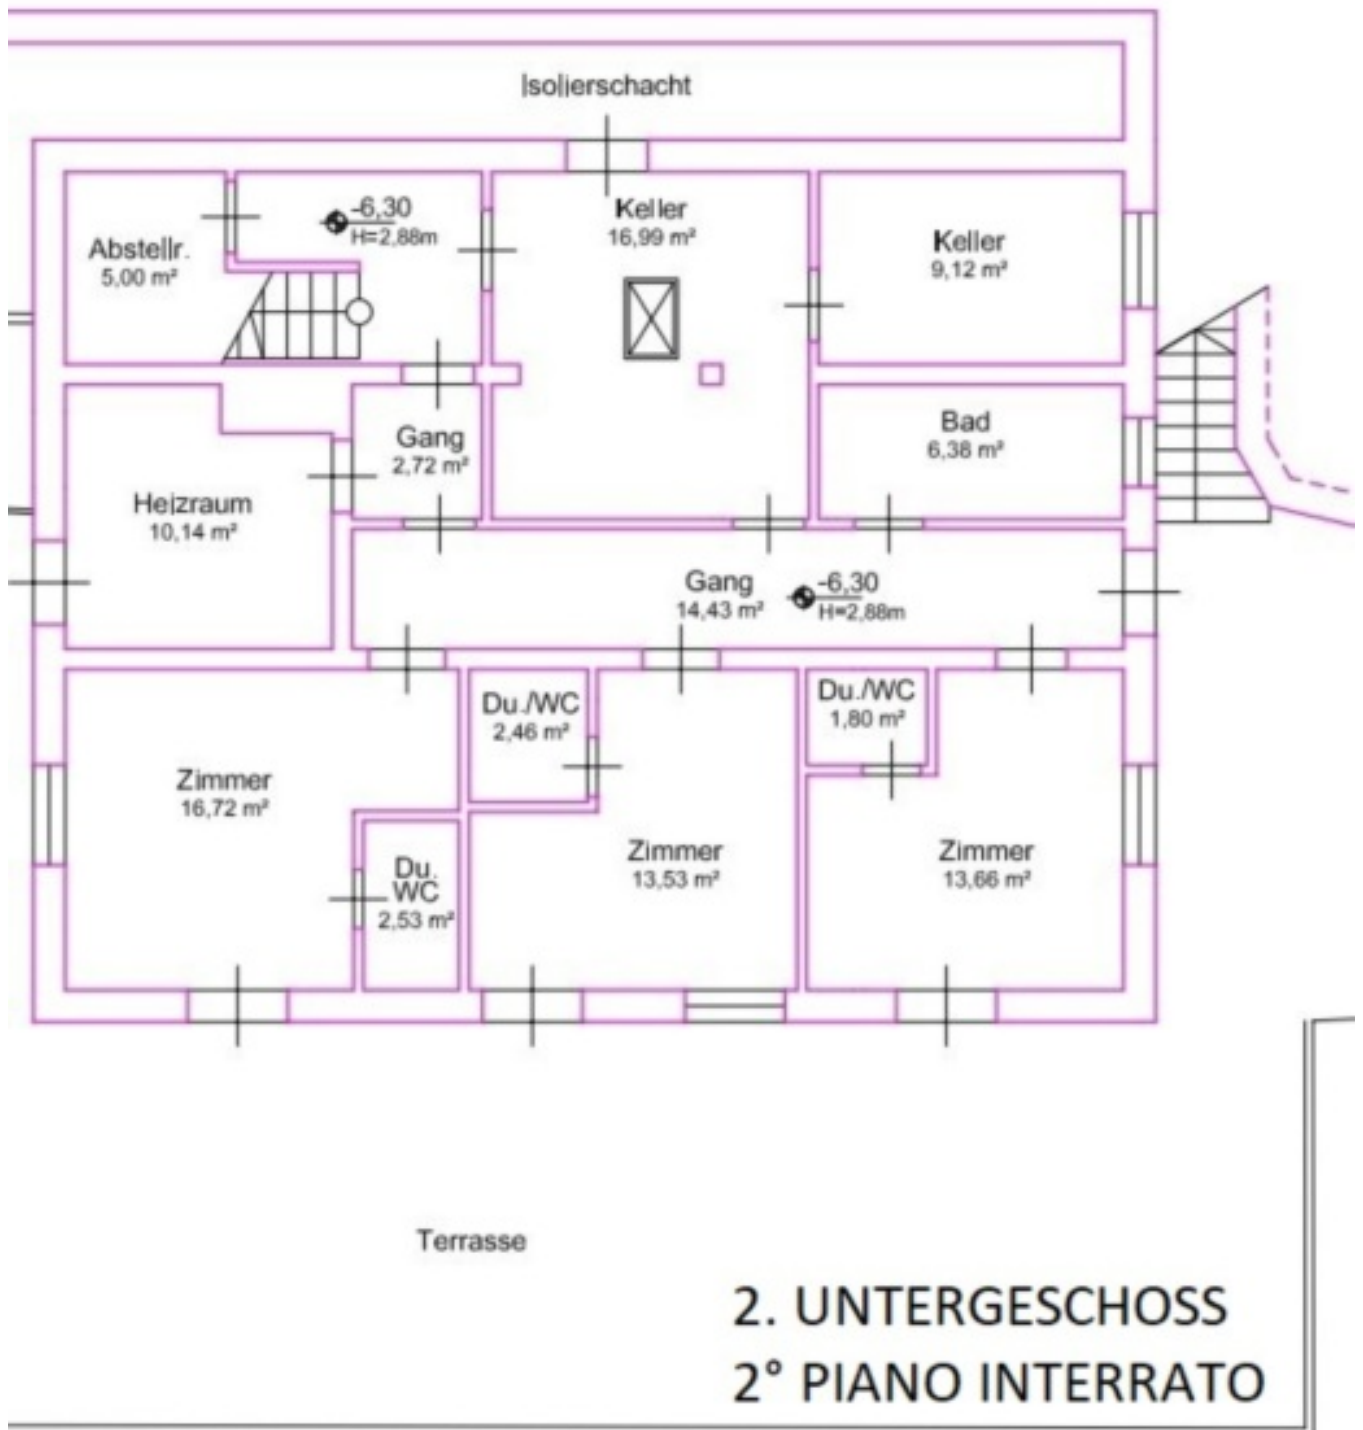 Isolierschacht
-6,30
H=2,88m
Keller
16,99 m²
Keller
9,12 m²
Abstellr.
5,00 m²
Bad
6,38 m²
Gang
2,72 m²
Heizraum
10,14 m²
Gang
14,43 m²
-6,30
H=2,88m
Du./WC
2,46 m²
Du./WC
1,80 m²
Zimmer
16,72 m²
Zimmer
13,53 m²
Zimmer
13,66 m²
Du.
WC
2,53 m²
Terrasse
2. UNTERGESCHOSS
2° PIANO INTERRATO